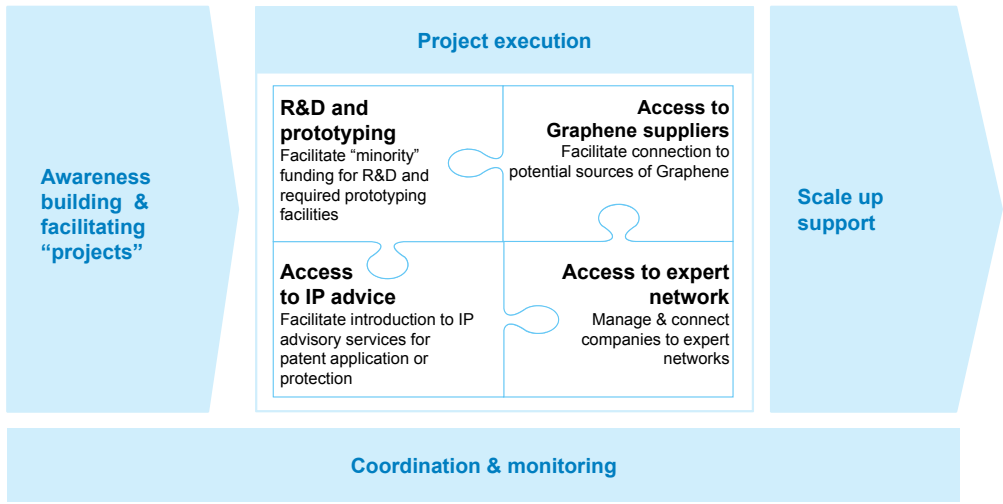 Awareness
building & 
facilitating
“projects”
Project execution
R&D and
prototyping
Facilitate “minority”
funding for R&D and
required prototyping
facilities
Access to
Graphene suppliers
Facilitate connection to
potential sources of Graphene
Access
to IP advice
Facilitate introduction to IP
advisory services for
patent application or
protection
Access to expert
network
Manage & connect
companies to expert
networks
Scale up
support
Coordination & monitoring